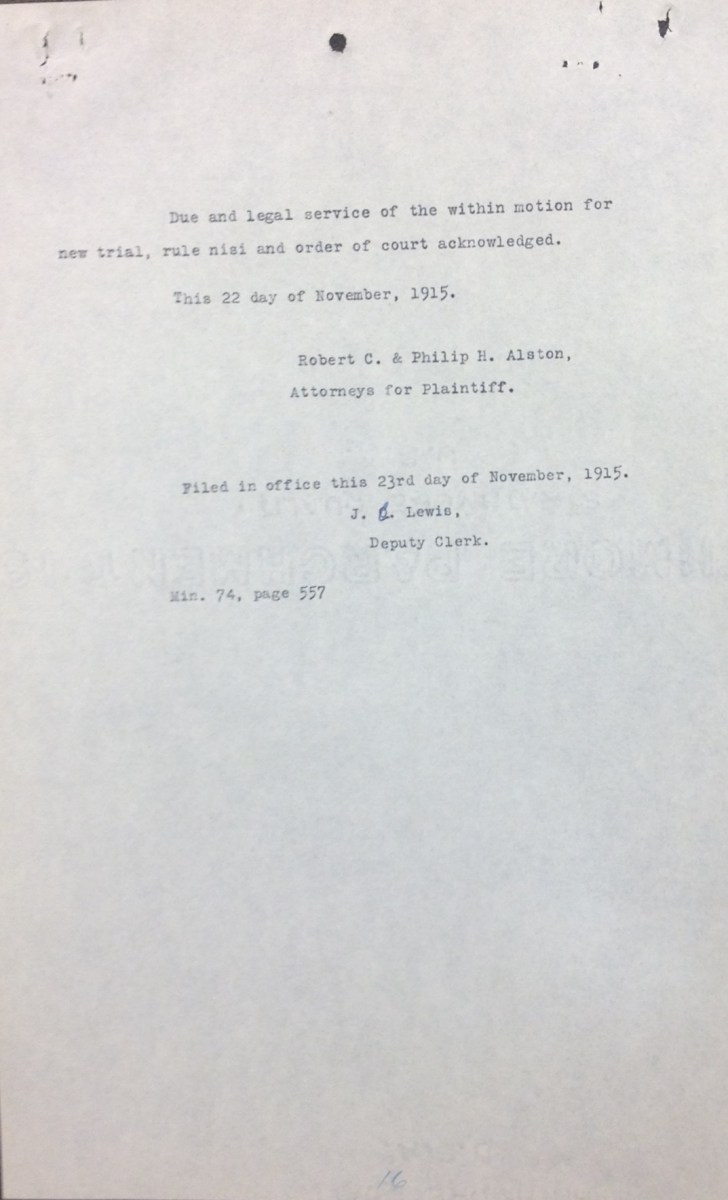 Due and legal service of the within motion for
new trial, rule nisi and order of court acknowledged.
This 22 day of November, 1915.
Robert C. & Philip H. Alston,
Attorneys for Plaintiff.
Filed in office this 23rd day of November, 1915.
J. Lewis,
Deputy Clerk.
Min. 74, page 557
16